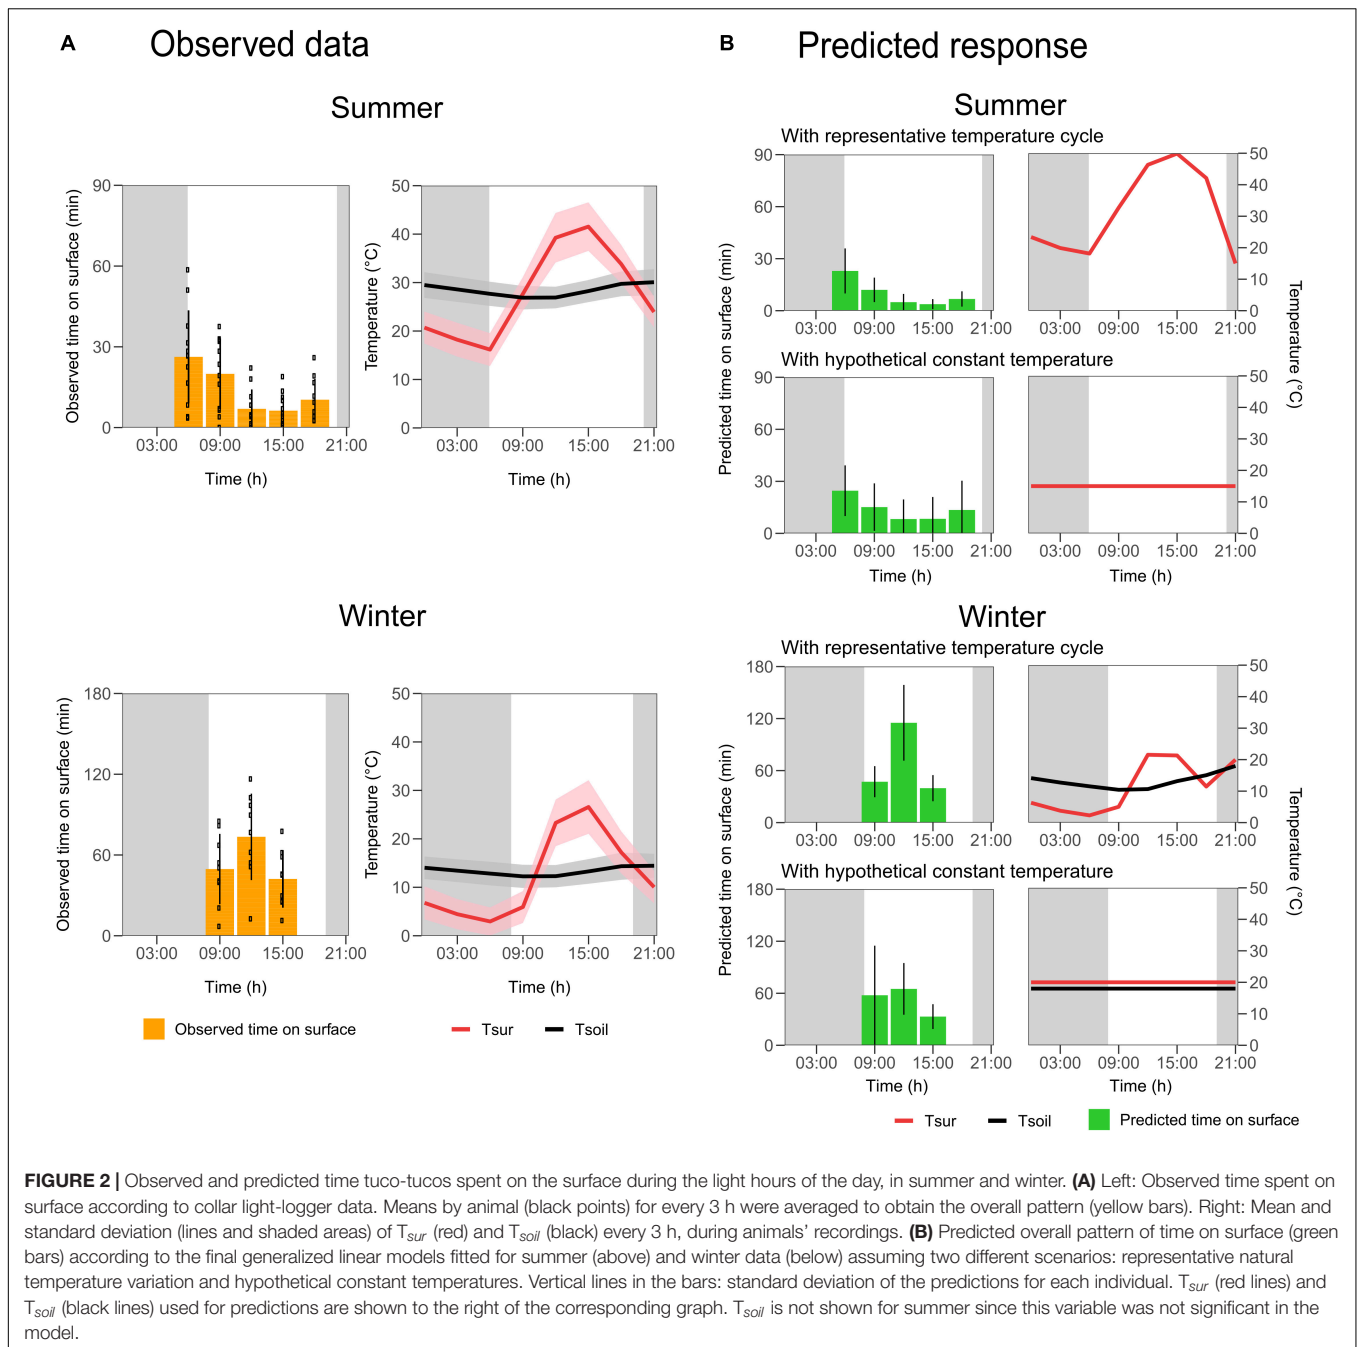 A Observed data
Summer
Observed time on surface (min)
90
60
30
0
03:00 09:00 15:00 21:00
Time (h)
Temperature (°C)
50
40
30
20
10
0
03:00 09:00 15:00 21:00
Time (h)
Winter
Observed time on surface (min)
180
120
60
0
03:00 09:00 15:00 21:00
Time (h)
Temperature (°C)
50
40
30
20
10
0
03:00 09:00 15:00 21:00
Time (h)
Observed time on surface
Tsur Tsoil
B Predicted response
Summer
With representative temperature cycle
Predicted time on surface (min)
90
60
30
0
03:00 09:00 15:00 21:00
50
40
30
20
10
0
03:00 09:00 15:00 21:00
Temperature (°C)
With hypothetical constant temperature
90
60
30
0
03:00 09:00 15:00 21:00
Time (h)
50
40
30
20
10
0
03:00 09:00 15:00 21:00
Time (h)
Winter
With representative temperature cycle
Predicted time on surface (min)
180
120
60
0
03:00 09:00 15:00 21:00
50
40
30
20
10
0
03:00 09:00 15:00 21:00
Temperature (°C)
With hypothetical constant temperature
180
120
60
0
03:00 09:00 15:00 21:00
Time (h)
50
40
30
20
10
0
03:00 09:00 15:00 21:00
Time (h)
Tsur Tsoil Predicted time on surface
FIGURE 2 | Observed and predicted time tuco-tucos spent on the surface during the light hours of the day, in summer and winter. (A) Left: Observed time spent on
surface according to collar light-logger data. Means by animal (black points) for every 3 h were averaged to obtain the overall pattern (yellow bars). Right: Mean and
standard deviation (lines and shaded areas) of Tsur (red) and Tsoil (black) every 3 h, during animals' recordings. (B) Predicted overall pattern of time on surface (green
bars) according to the final generalized linear models fitted for summer (above) and winter data (below) assuming two different scenarios: representative natural
temperature variation and hypothetical constant temperatures. Vertical lines in the bars: standard deviation of the predictions for each individual. Tsur (red lines) and
Tsoil (black lines) used for predictions are shown to the right of the corresponding graph. Tsoil is not shown for summer since this variable was not significant in the
model.